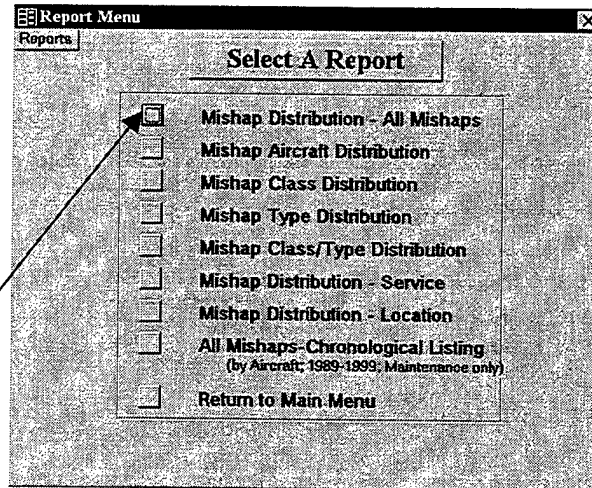 Report Menu
Reports
Select A Report
Mishap Distribution - All Mishaps
Mishap Aircraft Distribution
Mishap Class Distribution
Mishap Type Distribution
Mishap Class/Type Distribution
Mishap Distribution - Service
Mishap Distribution - Location
All Mishaps-Chronological Listing
(by Aircraft; 1989-1999; Maintenance only)
Return to Main Menu